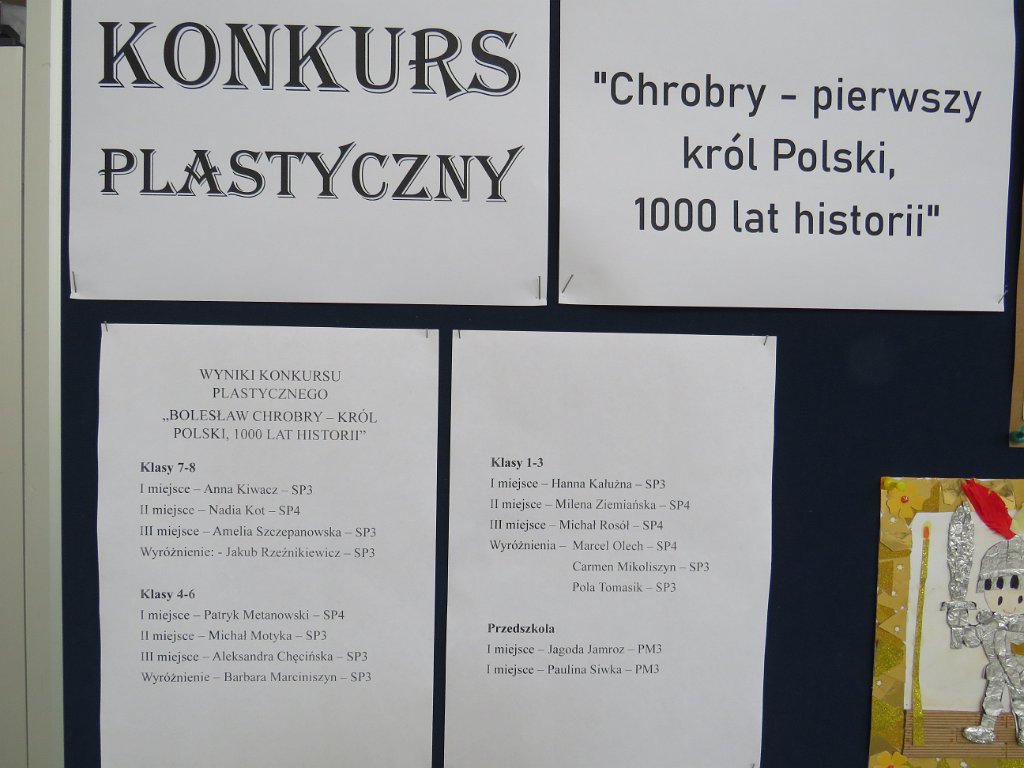 KONKURS
PLASTYCZNY
"Chrobry - pierwszy
król Polski,
1000 lat historii"
WYNIKI KONKURSU
PLASTYCZNEGO
„BOLESŁAW CHROBRY – KRÓL
POLSKI, 1000 LAT HISTORII”
Klasy 7-8
I miejsce – Anna Kiwacz – SP3
II miejsce – Nadia Kot – SP4
III miejsce – Amelia Szczepanowska – SP3
Wyróżnienie: - Jakub Rzeźnikiewicz – SP3
Klasy 4-6
I miejsce – Patryk Metanowski – SP4
II miejsce – Michał Motyka – SP3
III miejsce – Aleksandra Chęcińska – SP3
Wyróżnienie – Barbara Marciniszyn – SP3
Klasy 1-3
I miejsce – Hanna Kałużna – SP3
II miejsce – Milena Ziemiańska – SP4
III miejsce – Michał Rosół – SP4
Wyróżnienia – Marcel Olech – SP4
Carmen Mikoliszyn – SP3
Pola Tomasik – SP3
Przedszkola
I miejsce – Jagoda Jamroz – PM3
I miejsce – Paulina Siwka – PM3